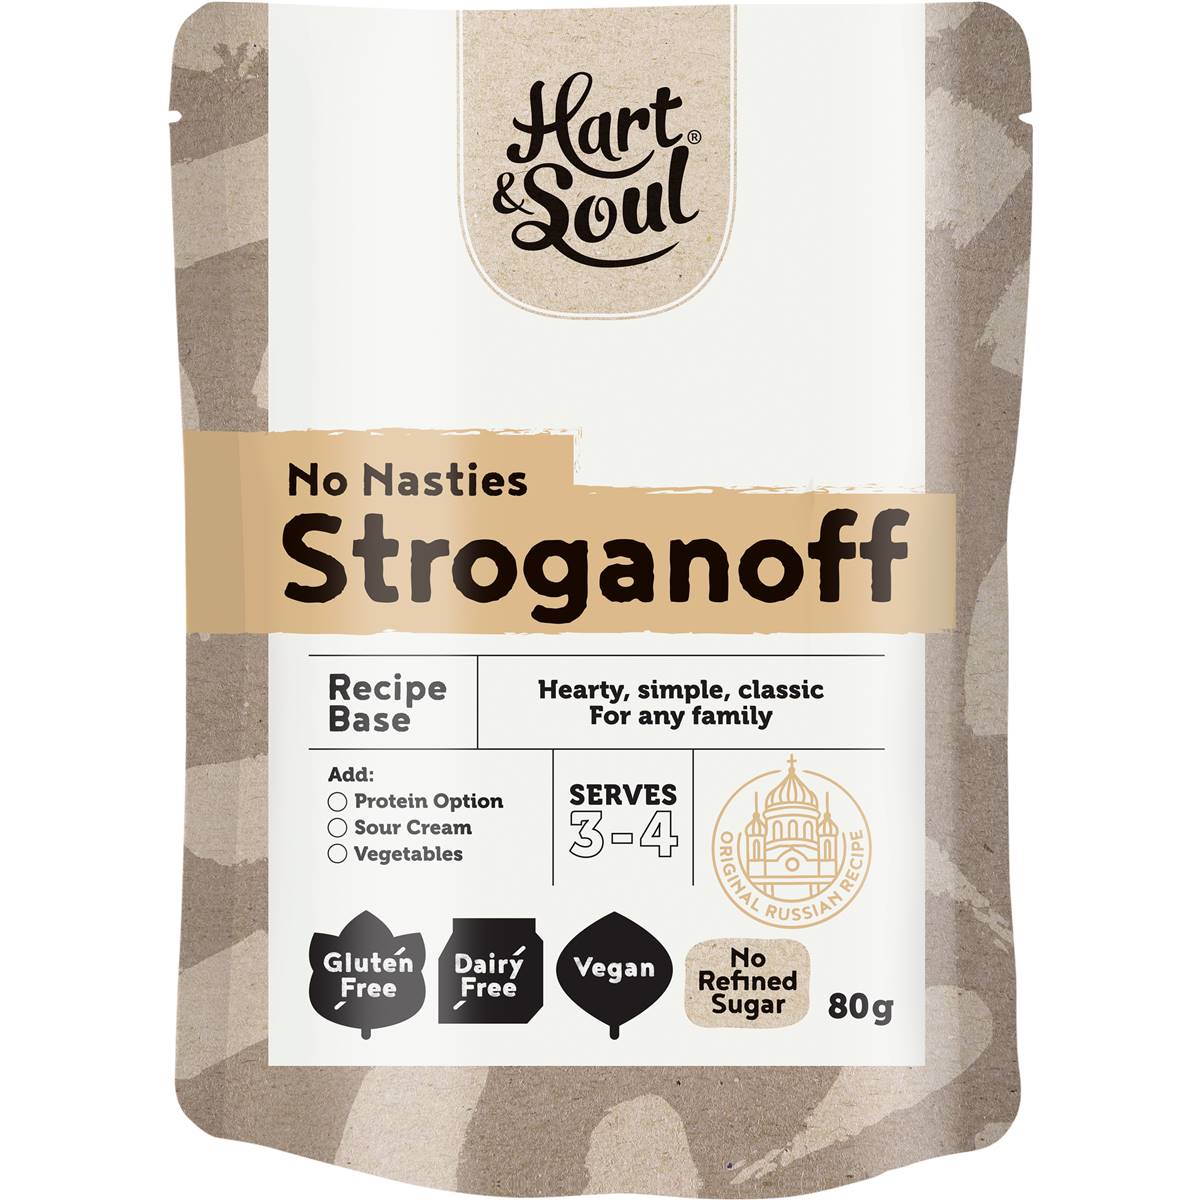 Hart®
& Soul
No Nasties
Stroganoff
Recipe
Base
Hearty, simple, classic
For any family
Add:
Protein Option
Sour Cream
Vegetables
SERVES
3-4
ORIGINAL RUSSIAN RECIPE
Gluten
Free
Dairy
Free
Vegan
No
Refined
Sugar
80g